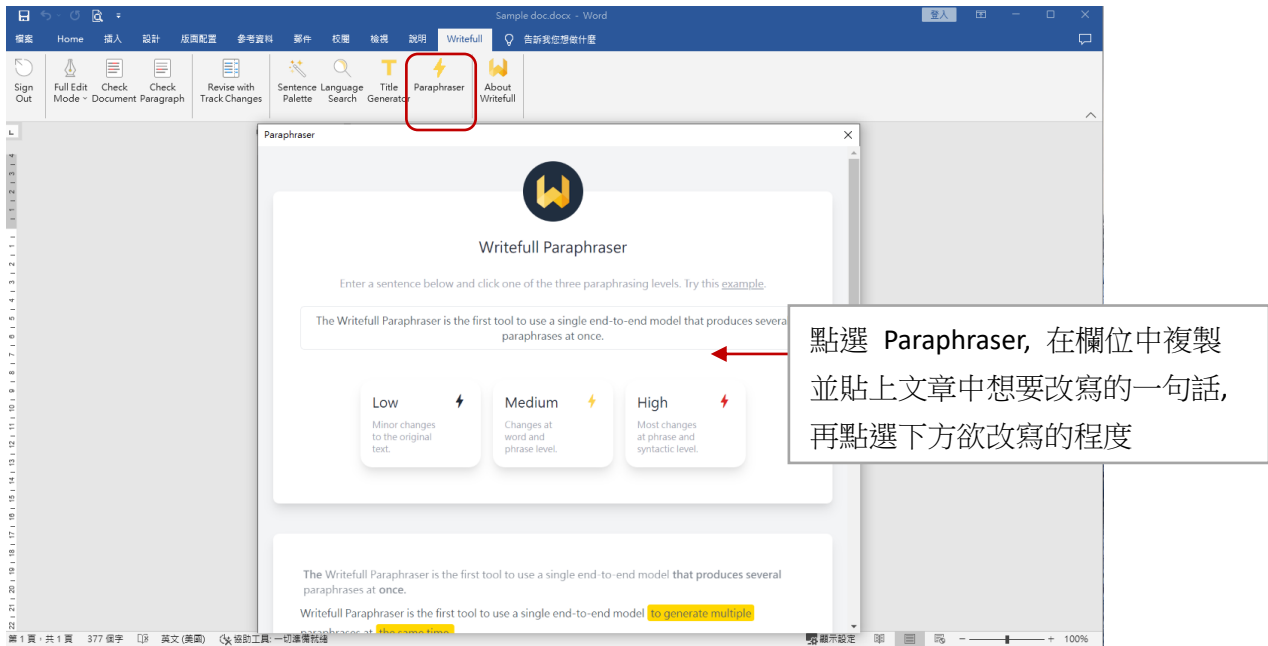 Sample doc.docx - Word
登入
檔案 Home 插入 設計 版面配置 參考資料 郵件 校閱 檢視 說明 Writefull 告訴我您想做什麼
Sign Out
Full Edit Mode
Check Document
Check Paragraph
Revise with Track Changes
Sentence Palette
Language Search
Title Generator
Paraphraser
About Writefull
Paraphraser
Writefull Paraphraser
Enter a sentence below and click one of the three paraphrasing levels. Try this example.
The Writefull Paraphraser is the first tool to use a single end-to-end model that produces severa
paraphrases at once.
Low
Minor changes
to the original
text.
Medium
Changes at
word and
phrase level.
High
Most changes
at phrase and
syntactic level.
點選 Paraphraser, 在欄位中複製
並貼上文章中想要改寫的一句話,
再點選下方欲改寫的程度
The Writefull Paraphraser is the first tool to use a single end-to-end model that produces several
paraphrases at once.
Writefull Paraphraser is the first tool to use a single end-to-end model to generate multiple
paraphrases at the same time.
第 1 頁，共 1 頁 377 個字 英文 (美國) 協助工具: 一切準備就緒 顯示設定 100%